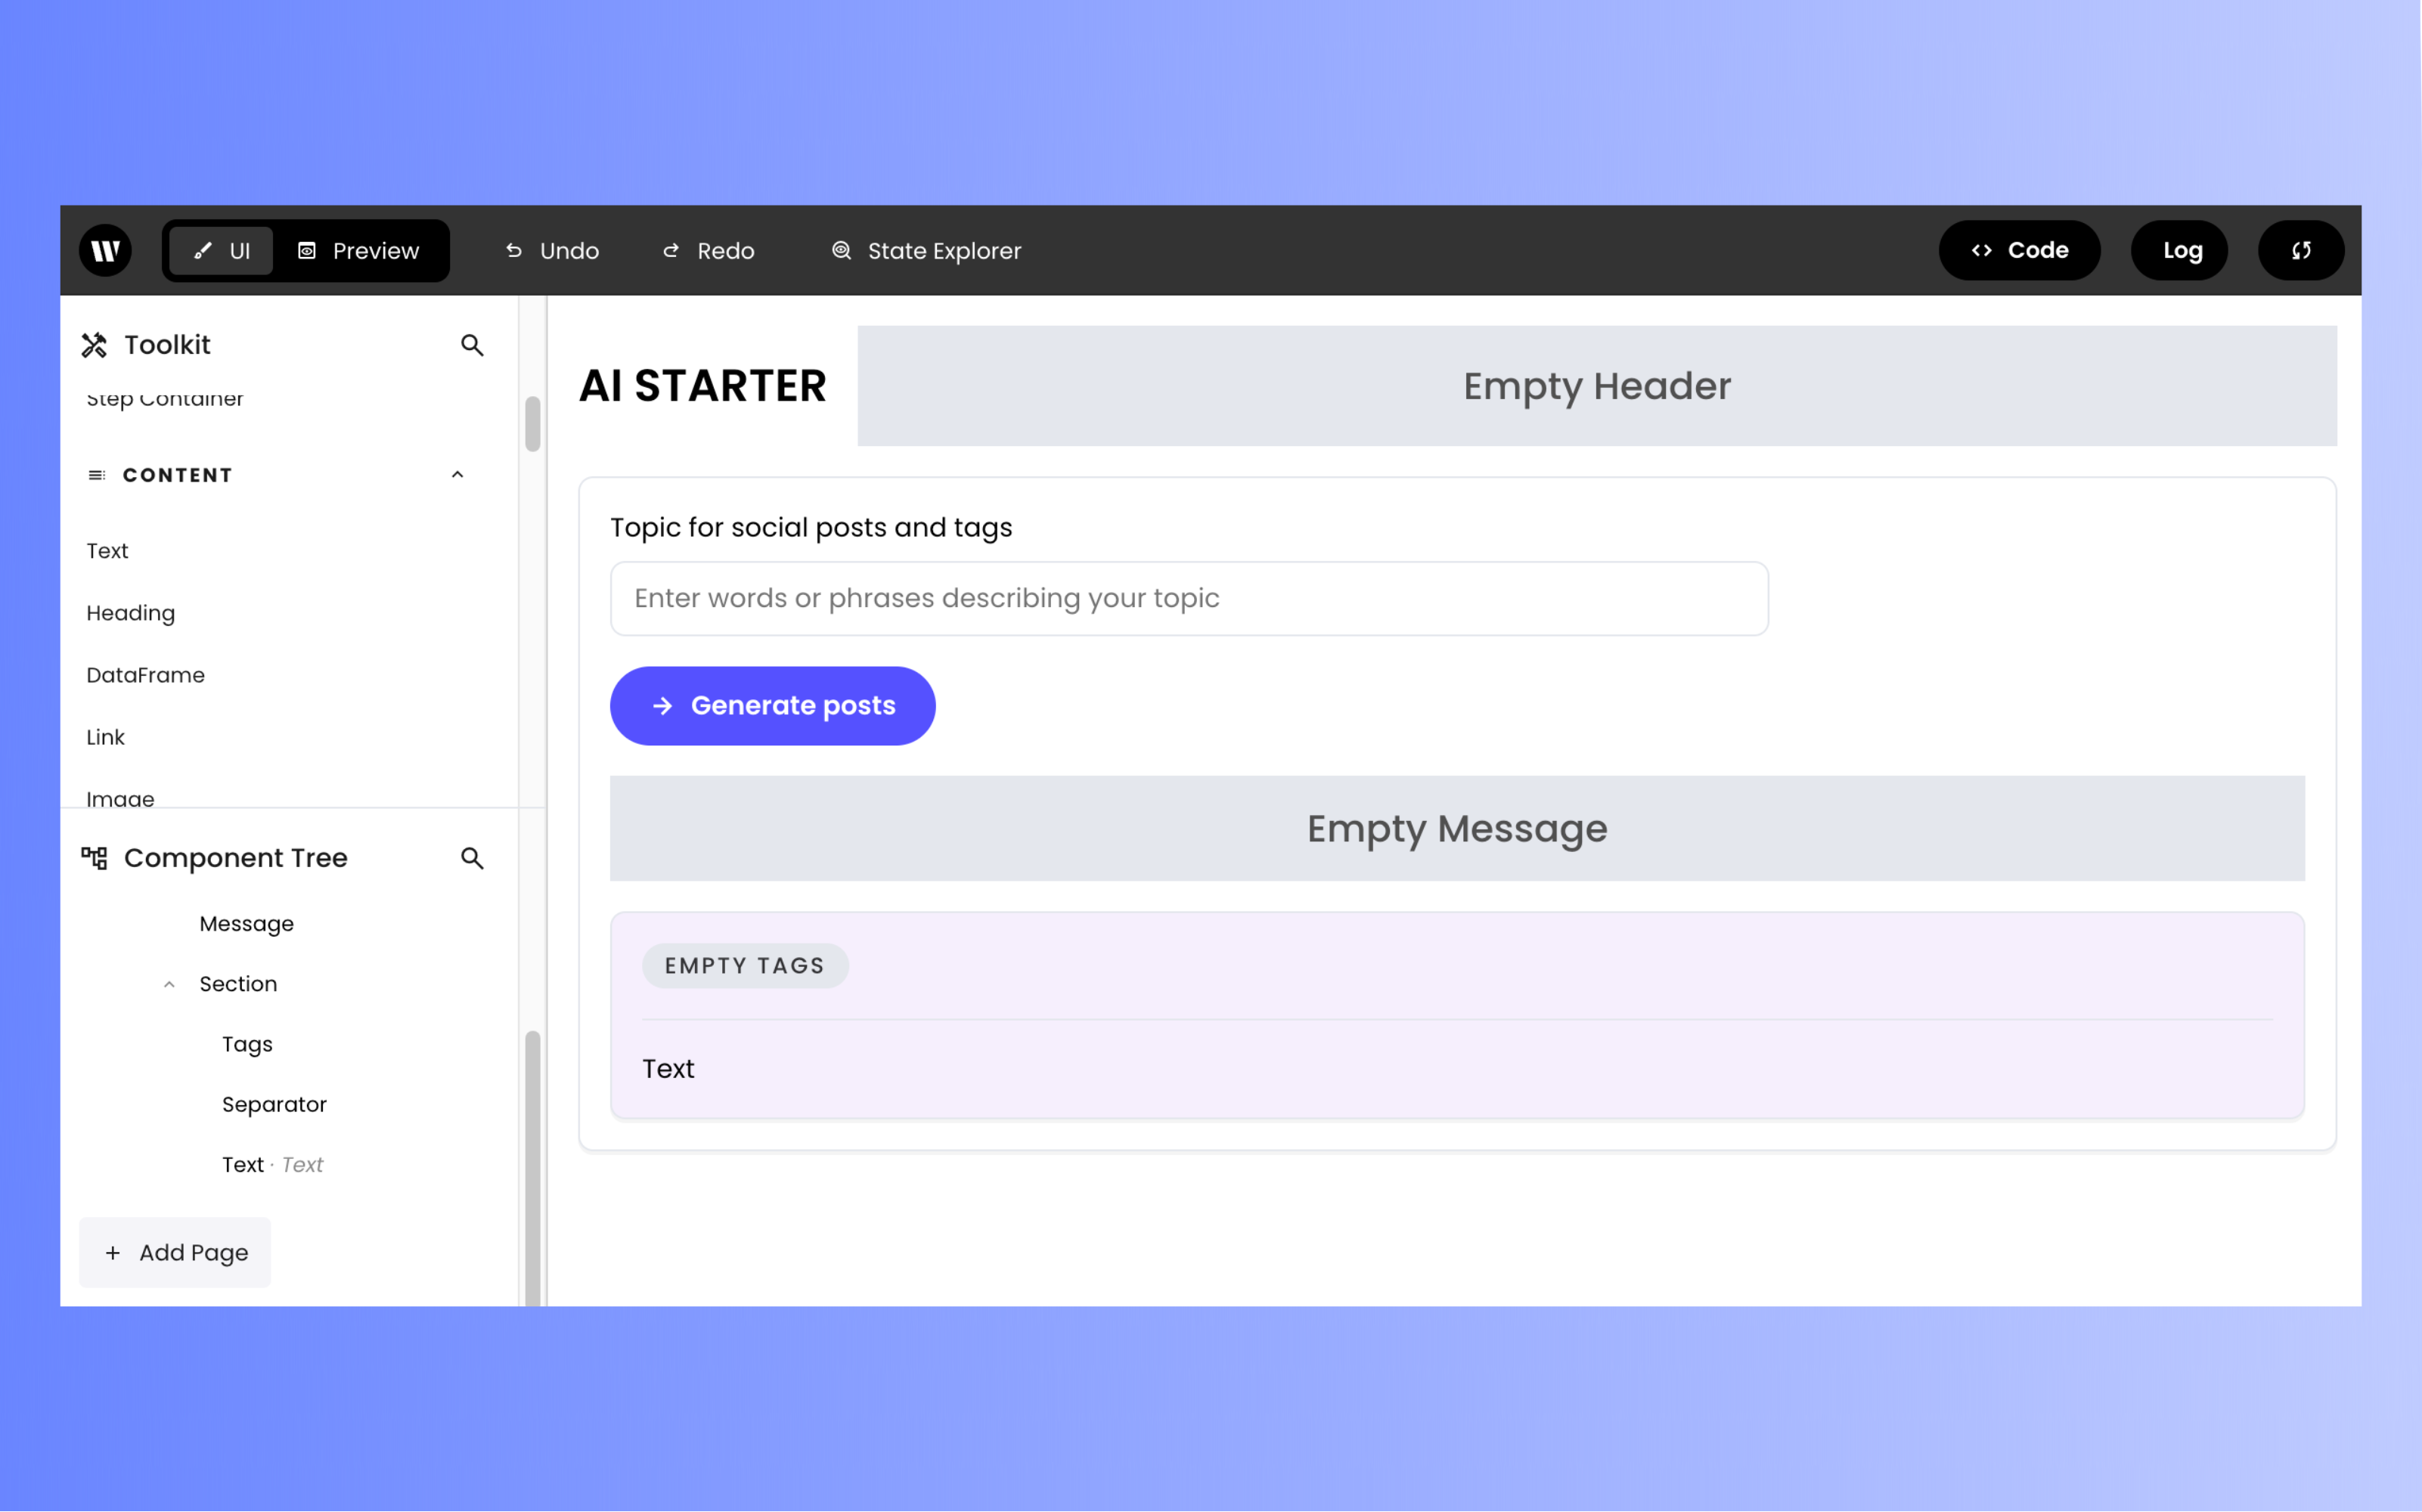 UI Preview Undo Redo State Explorer Code Log
Toolkit
Step Container
CONTENT
Text
Heading
DataFrame
Link
Image
Component Tree
Message
Section
Tags
Separator
Text · Text
+ Add Page
AI STARTER
Empty Header
Topic for social posts and tags
Enter words or phrases describing your topic
Generate posts
Empty Message
EMPTY TAGS
Text